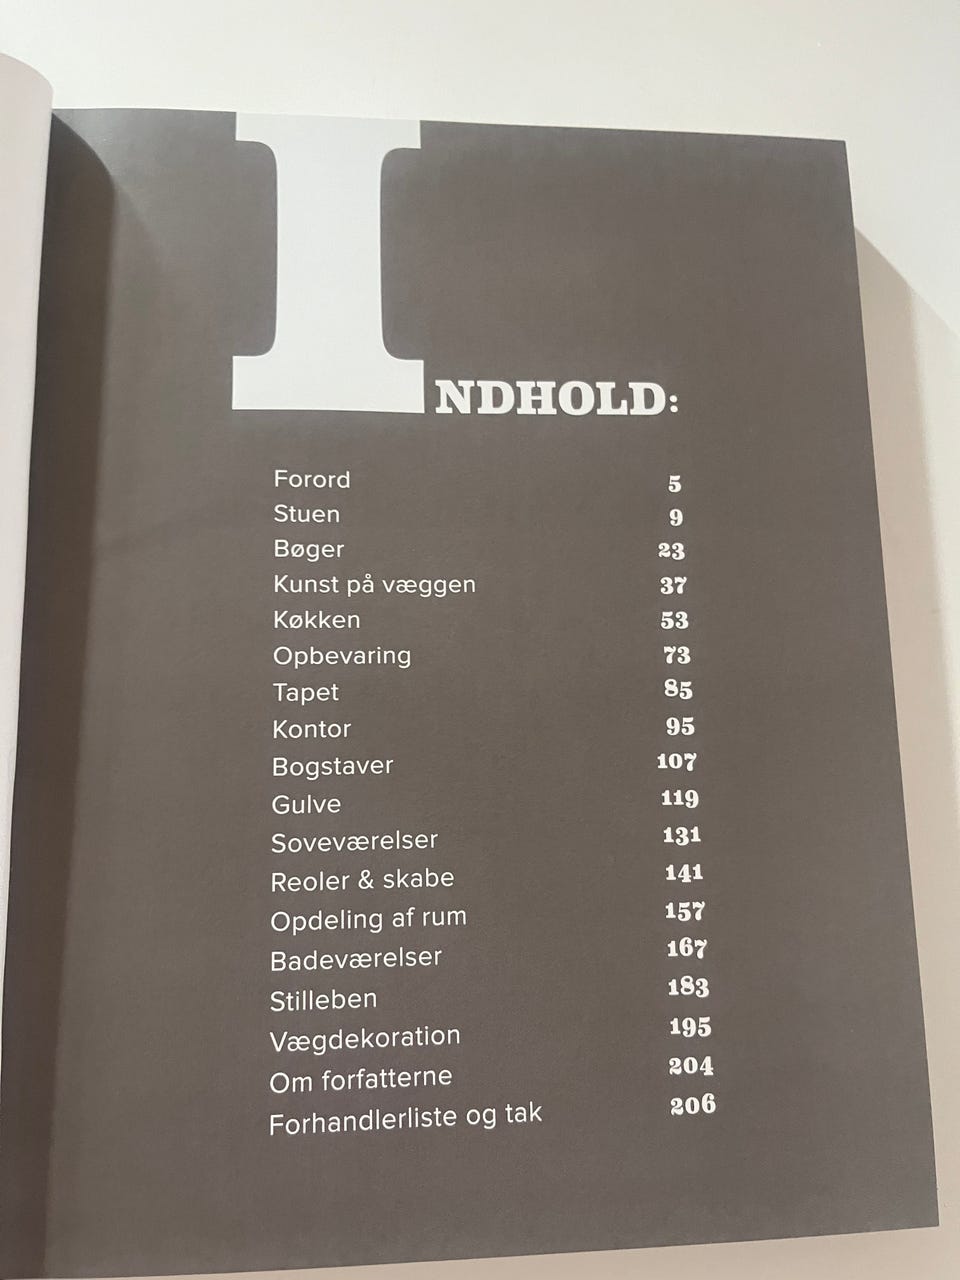 INDHOLD:
Forord 5
Stuen 9
Bøger 23
Kunst på væggen 37
Køkken 53
Opbevaring 73
Tapet 85
Kontor 95
Bogstaver 107
Gulve 119
Soveværelser 131
Reoler & skabe 141
Opdeling af rum 157
Badeværelser 167
Stilleben 183
Vægdekoration 195
Om forfatterne 204
Forhandlerliste og tak 206